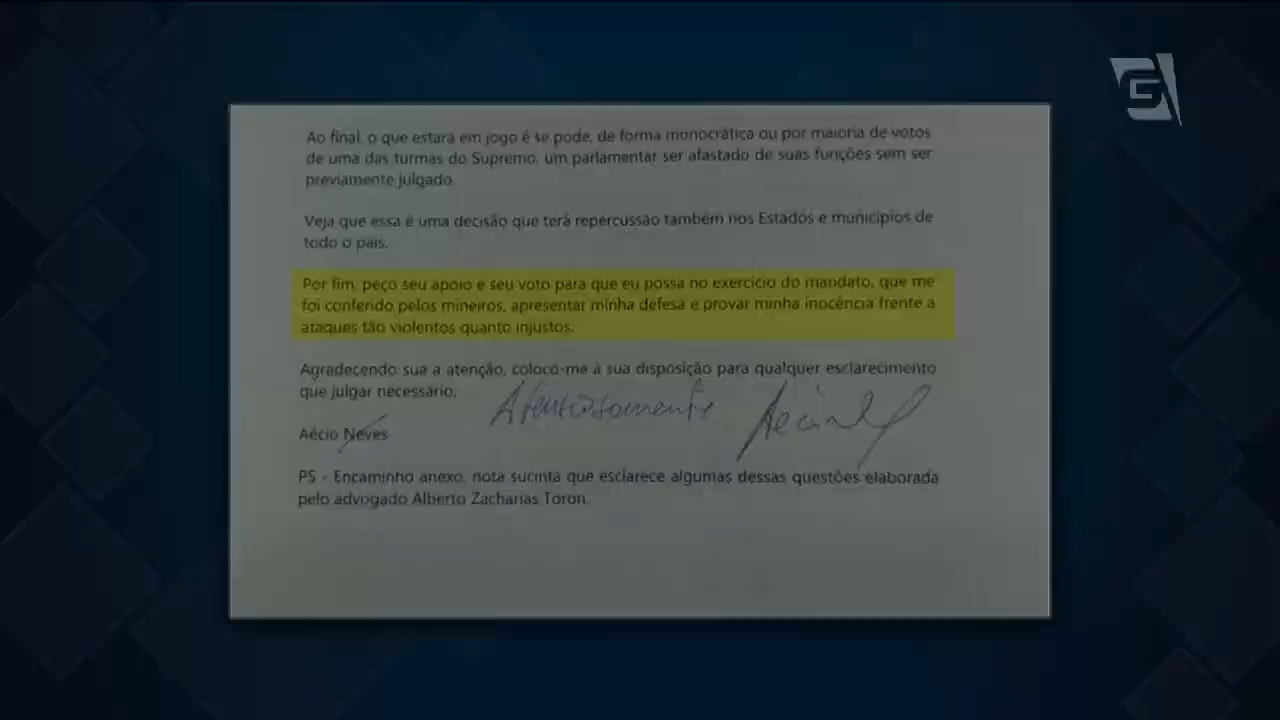 Ao final, o que estará em jogo é se pode, de forma monocrática ou por maioria de votos
de uma das turmas do Supremo, um parlamentar ser afastado de suas funções sem ser
previamente julgado.
Veja que essa é uma decisão que terá repercussão também nos Estados e municípios de
todo o país.
Por fim, peço seu apoio e seu voto para que eu possa no exercício do mandato, que me
foi conferido pelos mineiros, apresentar minha defesa e provar minha inocência frente a
ataques tão violentos quanto injustos.
Agradecendo sua a atenção, coloco-me à sua disposição para qualquer esclarecimento
que julgar necessário.
Atenciosamente
Aécio Neves
PS - Encaminho anexo, nota sucinta que esclarece algumas dessas questões elaborada
pelo advogado Alberto Zacharias Toron.